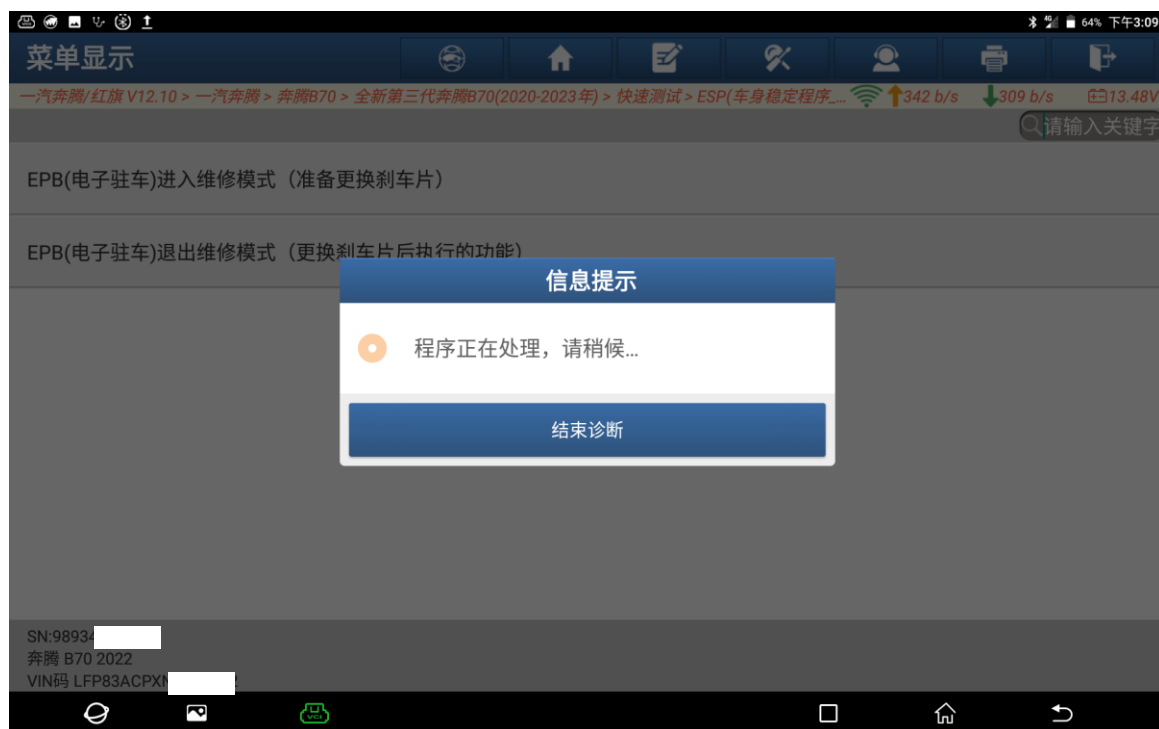 64% 下午3:09
菜单显示
一汽奔腾/红旗 V12.10 > 一汽奔腾 > 奔腾B70 > 全新第三代奔腾B70(2020-2023年) > 快速测试 > ESP(车身稳定程序_... 342 b/s 309 b/s 13.48V
请输入关键字
EPB(电子驻车)进入维修模式（准备更换刹车片）
EPB(电子驻车)退出维修模式（更换刹车片后执行的功能）
信息提示
程序正在处理，请稍候...
结束诊断
SN:98934
奔腾 B70 2022
VIN码 LFP83ACPX
VCI